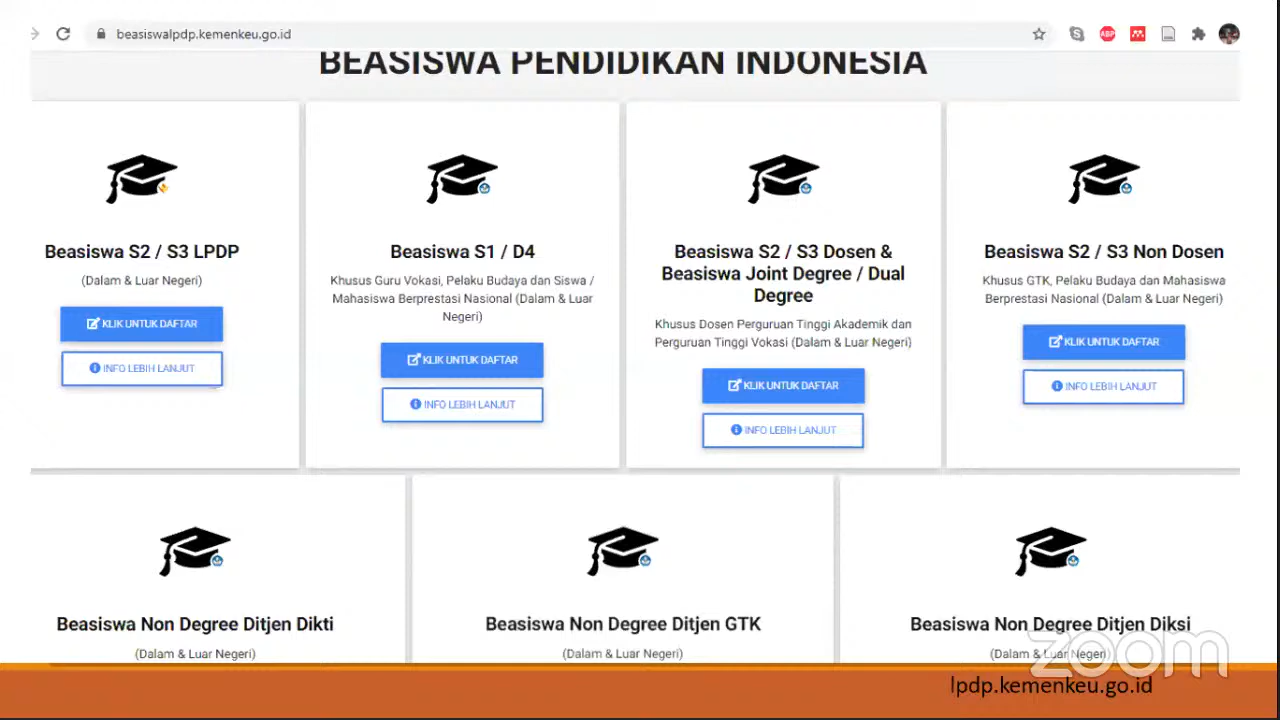 beasiswalpdp.kemenkeu.go.id
ABP
BEASISWA PENDIDIKAN INDONESIA
Beasiswa S2 / S3 LPDP
(Dalam & Luar Negeri)
KLIK UNTUK DAFTAR
INFO LEBIH LANJUT
Beasiswa S1 / D4
Khusus Guru Vokasi, Pelaku Budaya dan Siswa /
Mahasiswa Berprestasi Nasional (Dalam & Luar
Negeri)
KLIK UNTUK DAFTAR
INFO LEBIH LANJUT
Beasiswa S2 / S3 Dosen &
Beasiswa Joint Degree / Dual
Degree
Khusus Dosen Perguruan Tinggi Akademik dan
Perguruan Tinggi Vokasi (Dalam & Luar Negeri)
KLIK UNTUK DAFTAR
INFO LEBIH LANJUT
Beasiswa S2 / S3 Non Dosen
Khusus GTK, Pelaku Budaya dan Mahasiswa
Berprestasi Nasional (Dalam & Luar Negeri)
KLIK UNTUK DAFTAR
INFO LEBIH LANJUT
Beasiswa Non Degree Ditjen Dikti
(Dalam & Luar Negeri)
Beasiswa Non Degree Ditjen GTK
(Dalam & Luar Negeri)
Beasiswa Non Degree Ditjen Diksi
(Dalam & Luar Negeri)
zoom
lpdp.kemenkeu.go.id